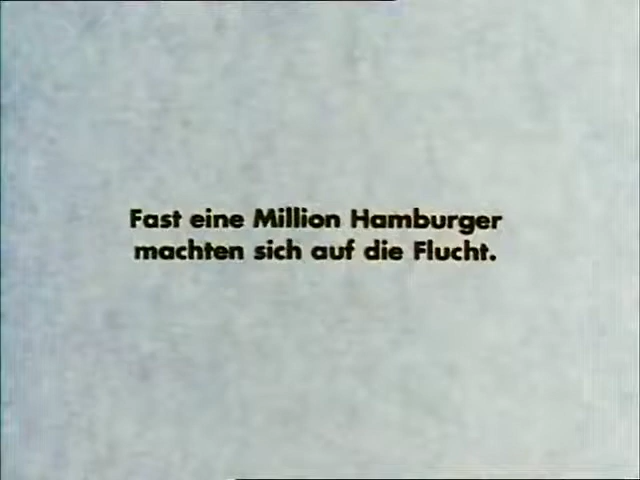 Fast eine Million Hamburger
machten sich auf die Flucht.